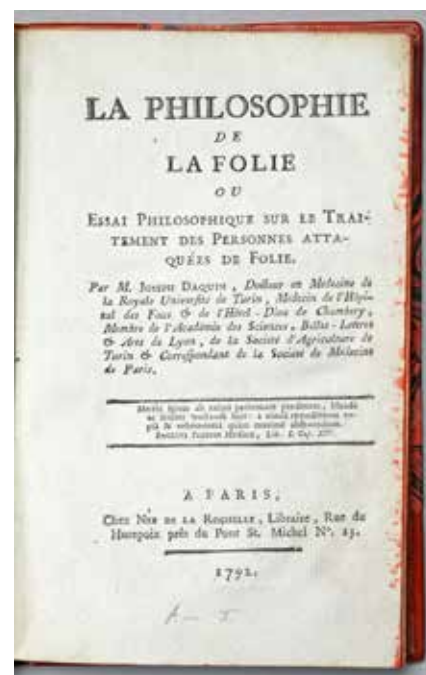 LA PHILOSOPHIE
DE
LA FOLIE
OU
ESSAI PHILOSOPHIQUE SUR LE TRAI-
TEMENT DES PERSONNES ATTA-
QUÉES DE FOLIE.
Par M. JOSEPH DAQUIN, Docteur en Médecine de
la Royale Université de Turin, Médecin de l'Hôpi-
tal des Foux & de l'Hôtel-Dieu de Chambery,
Membre de l'Académie des Sciences, Belles-Lettres
& Arts de Lyon, de la Société d'Agriculture de
Turin & Correspondant de la Société de Médecine
de Paris.
A PARIS,
Chez NÉE DE LA ROCHELLE, Libraire, Rue du
Hurepoix près du Pont St. Michel N°. 13.
1792.